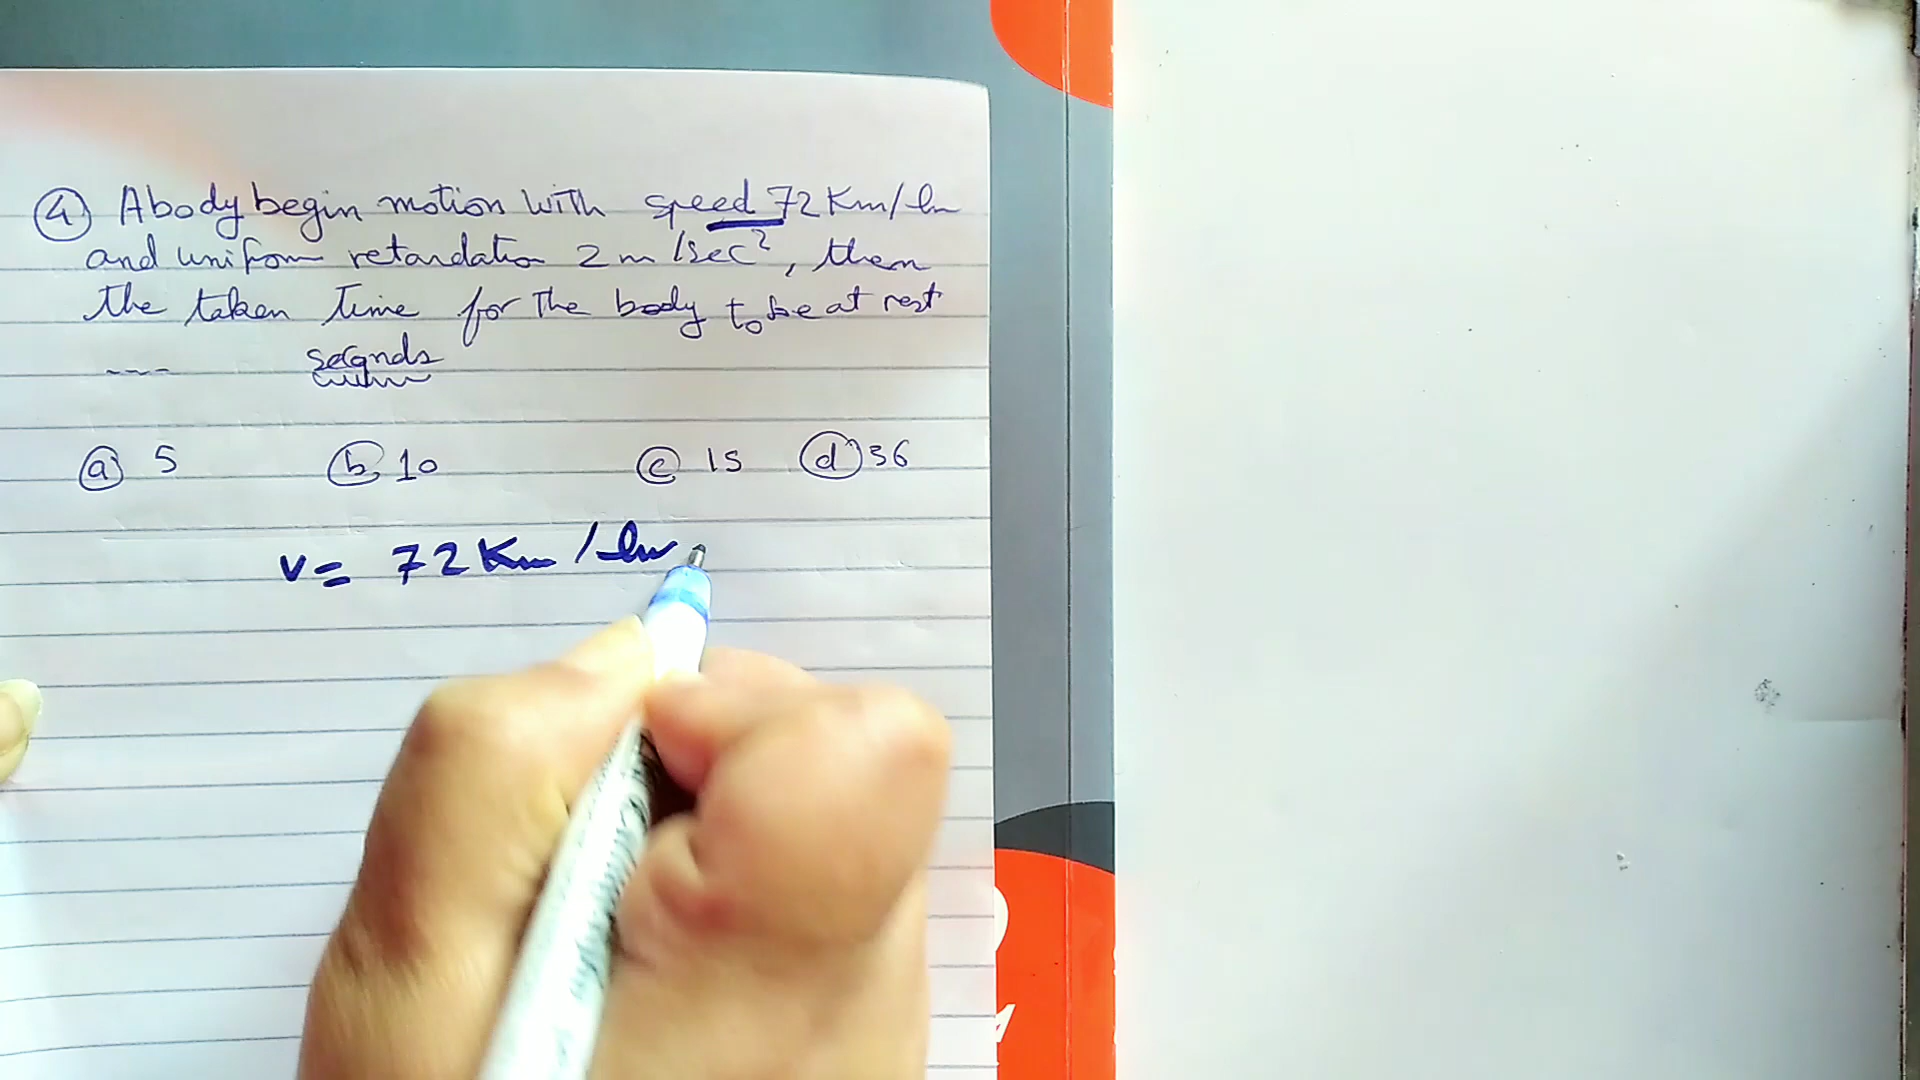 ④ A body begin motion with speed 72 Km/hr
and uniform retardation 2 m/sec², then
the taken time for the body to be at rest
---- seconds
ⓐ 5 ⓑ 10 ⓒ 15 ⓓ 36
v = 72 Km/hr